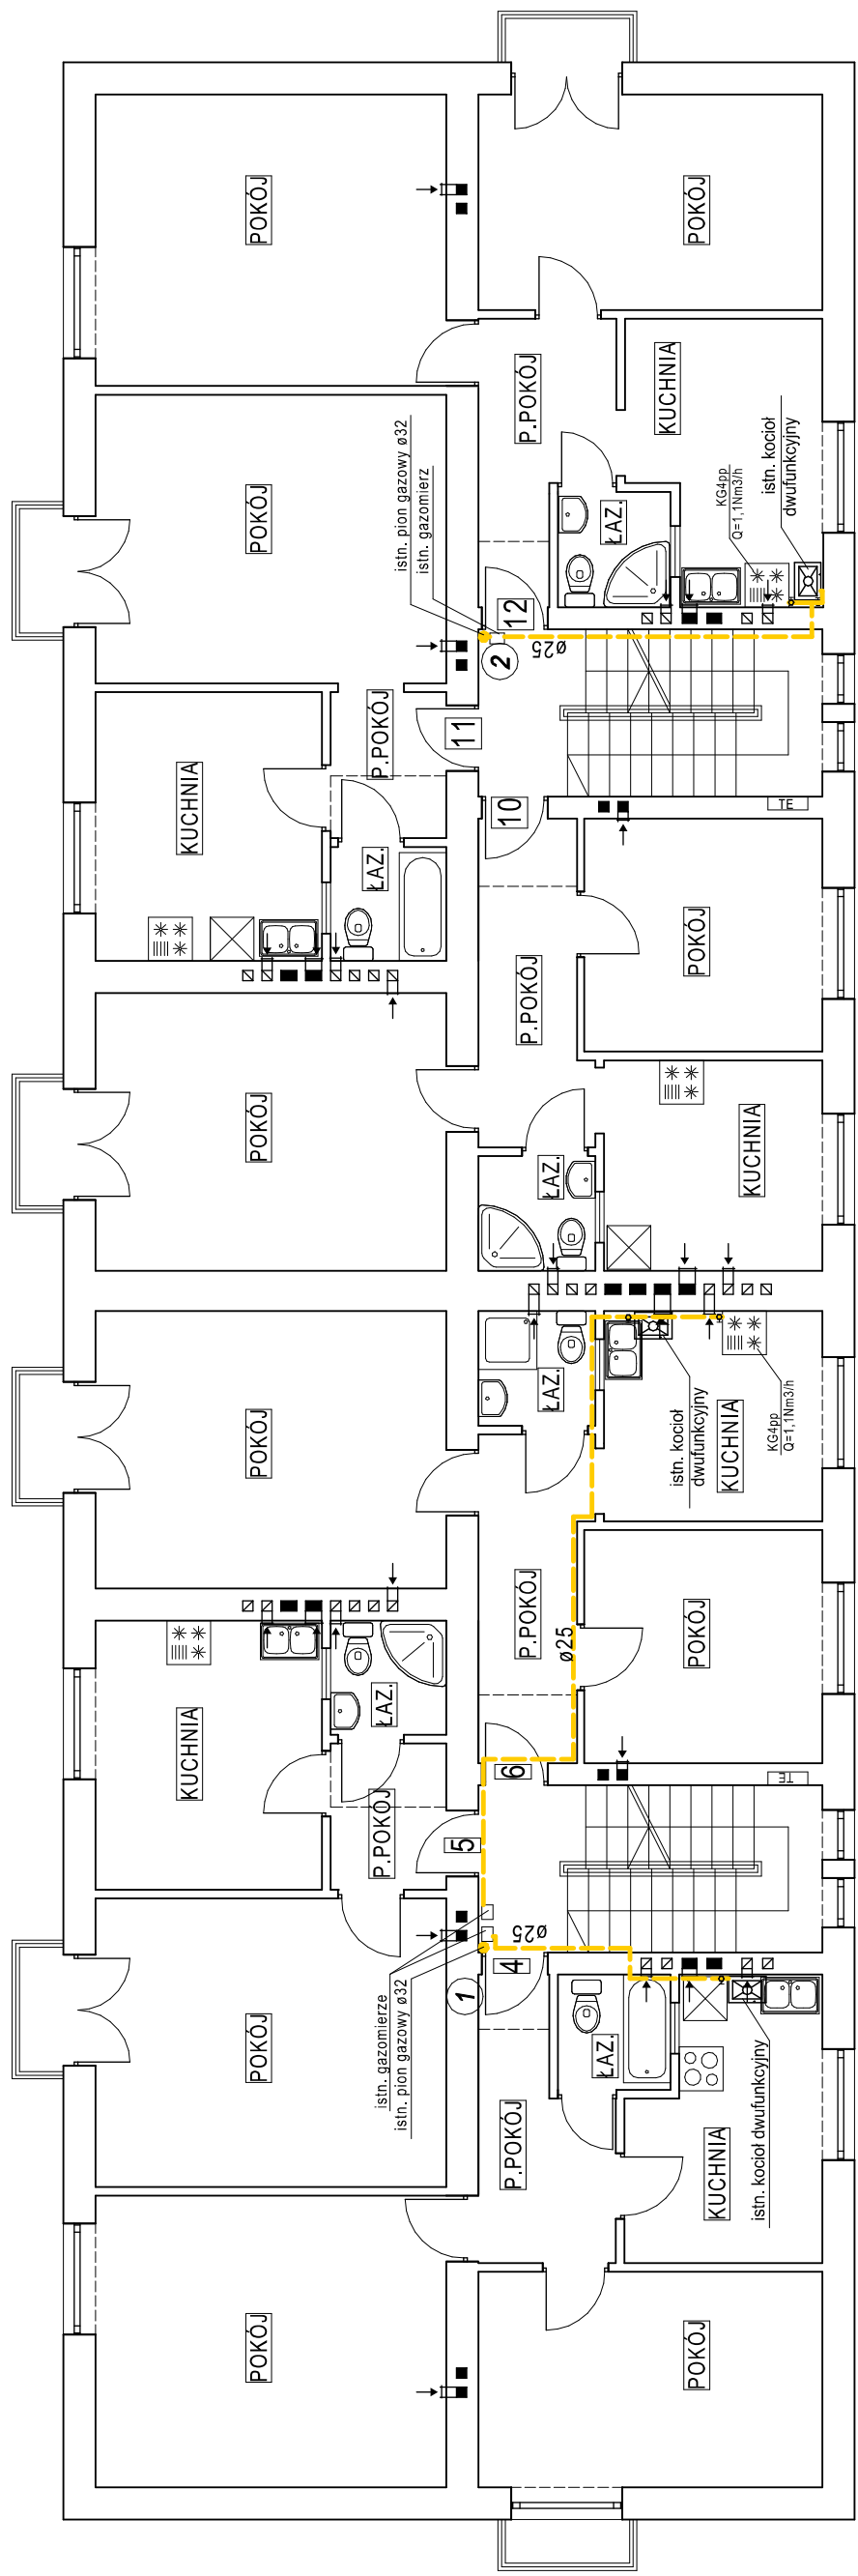 POKÓJ
POKÓJ
POKÓJ
P.POKÓJ
KUCHNIA
istn. pion gazowy ø32
istn. gazomierz
KG4pp
Q=1,1Nm3/h
istn. kocioł
dwufunkcyjny
ŁAZ.
12
2
ø25
11
P.POKÓJ
KUCHNIA
10
TE
ŁAZ.
POKÓJ
P.POKÓJ
POKÓJ
KUCHNIA
ŁAZ.
ŁAZ.
POKÓJ
istn. kocioł
dwufunkcyjny
KUCHNIA
KG4pp
Q=1,1Nm3/h
P.POKÓJ
ø25
POKÓJ
KUCHNIA
ŁAZ.
6
TE
P.POKÓJ
5
ø25
4
1
istn. gazomierze
istn. pion gazowy ø32
POKÓJ
ŁAZ.
P.POKÓJ
KUCHNIA
istn. kocioł dwufunkcyjny
POKÓJ
POKÓJ